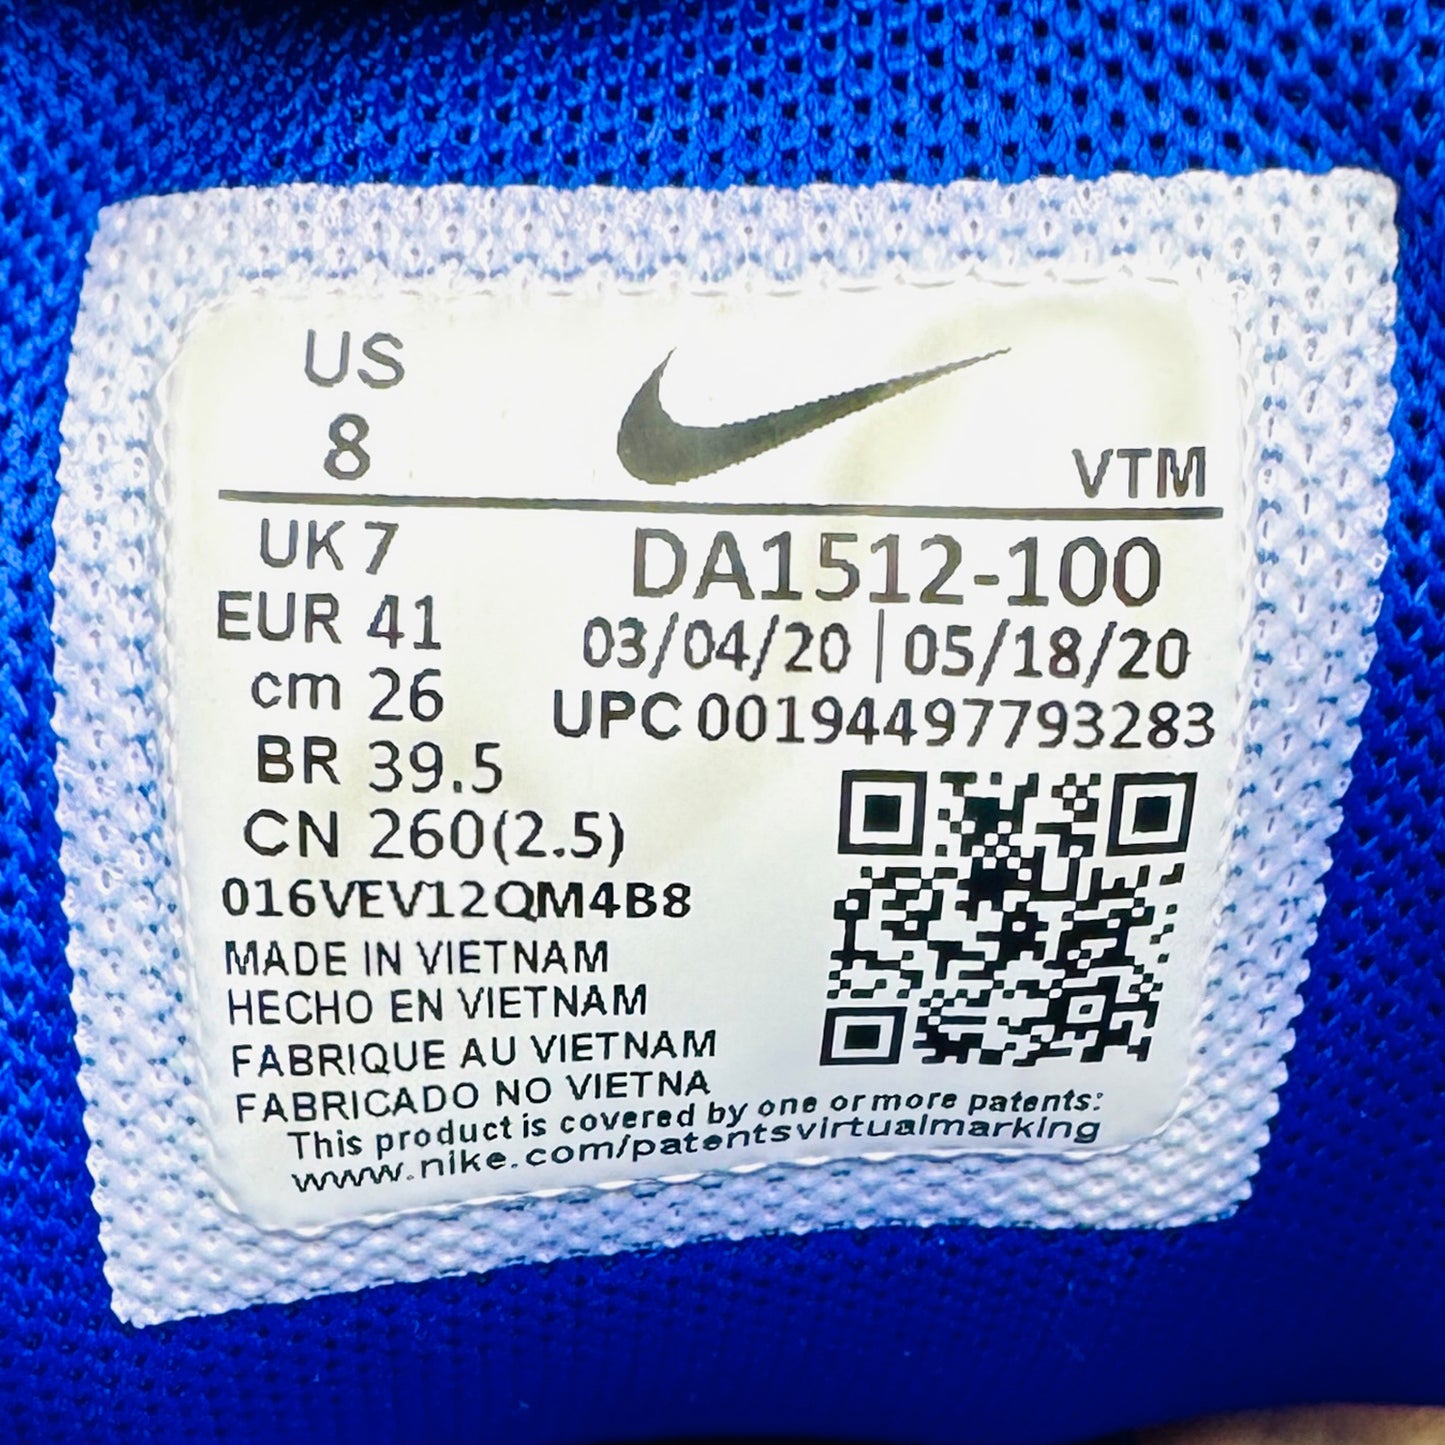 US
8
VTM
UK 7
EUR 41
cm 26
BR 39.5
CN 260(2.5)
DA1512-100
03/04/20 | 05/18/20
UPC 00194497793283
016VEV12QM4B8
MADE IN VIETNAM
HECHO EN VIETNAM
FABRIQUE AU VIETNAM
FABRICADO NO VIETNA
This product is covered by one or more patents:
www.nike.com/patentsvirtualmarking